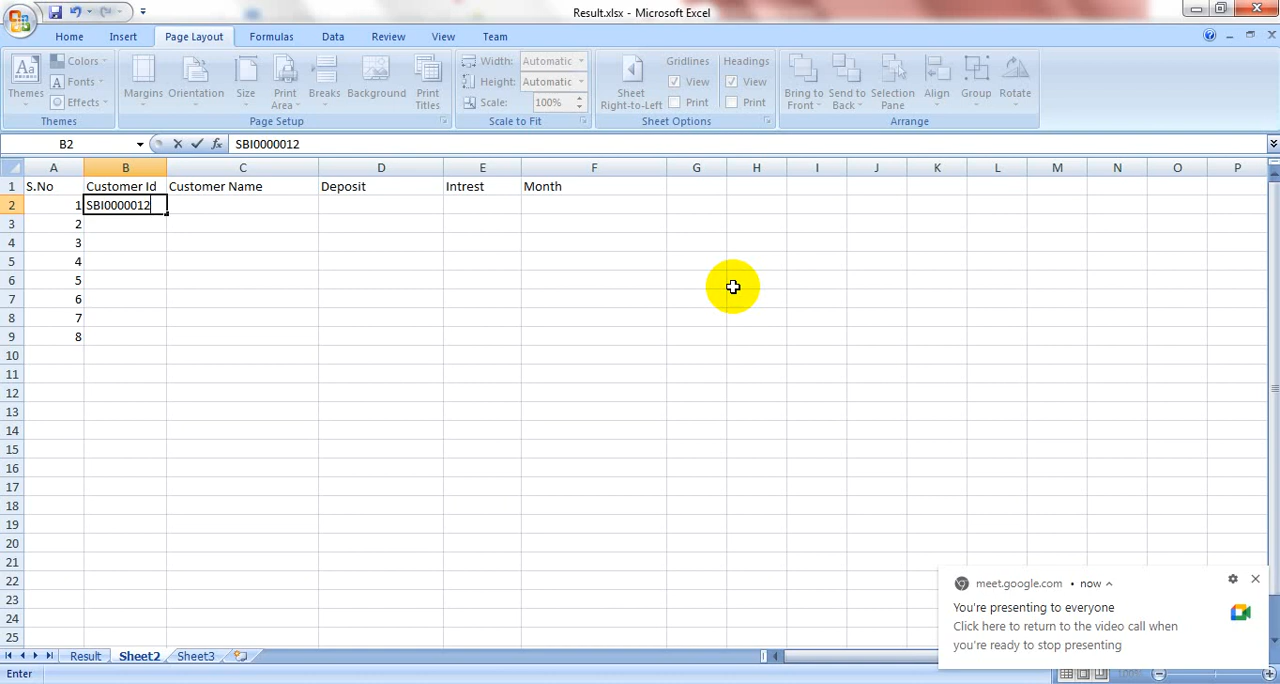 Result.xlsx - Microsoft Excel
Home Insert Page Layout Formulas Data Review View Team
Themes
Colors
Fonts
Effects
Themes
Margins Orientation Size Print Area Breaks Background Print Titles
Page Setup
Width: Automatic
Height: Automatic
Scale: 100%
Scale to Fit
Sheet Right-to-Left
Gridlines
View
Print
Headings
View
Print
Sheet Options
Bring to Front Send to Back Selection Pane Align Group Rotate
Arrange
B2 fx SBI0000012
A B C D E F G H I J K L M N O P
1 S.No Customer Id Customer Name Deposit Intrest Month
2 1 SBI0000012
3 2
4 3
5 4
6 5
7 6
8 7
9 8
10
11
12
13
14
15
16
17
18
19
20
21
22
23
24
25
meet.google.com • now
You're presenting to everyone
Click here to return to the video call when
you're ready to stop presenting
Result Sheet2 Sheet3
Enter